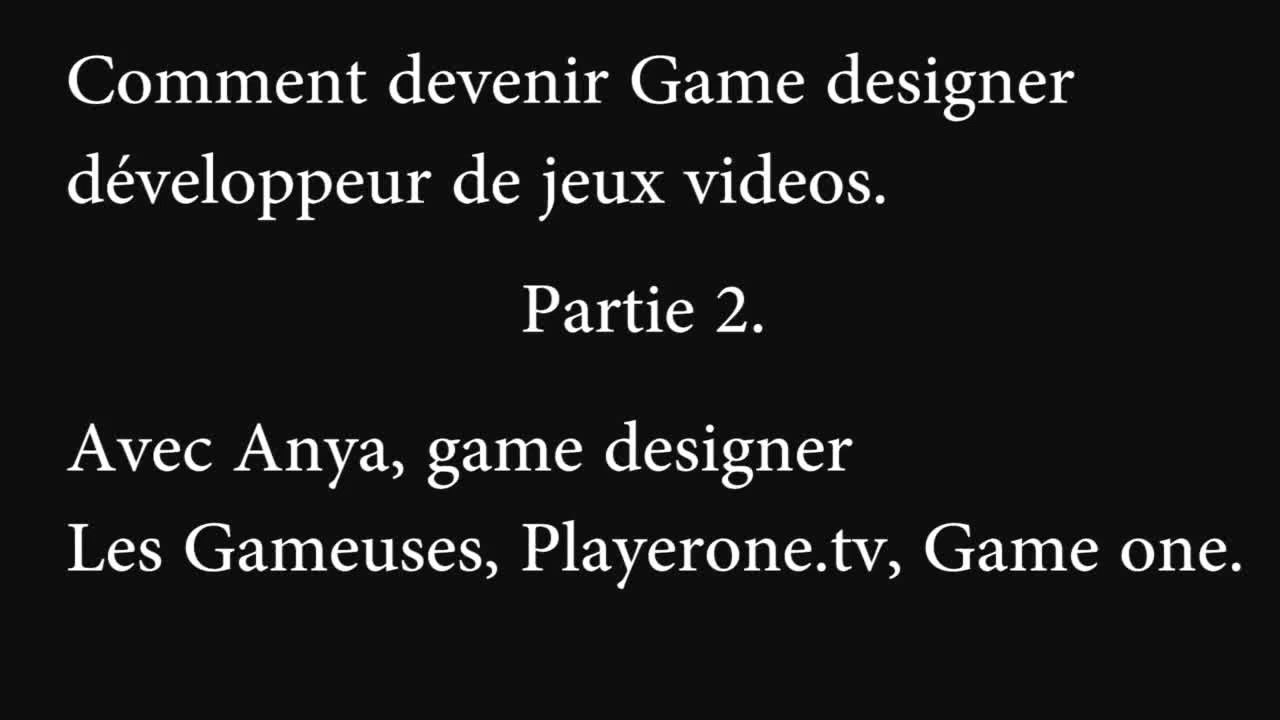 Comment devenir Game designer
développeur de jeux videos.
Partie 2.
Avec Anya, game designer
Les Gameuses, Playerone.tv, Game one.